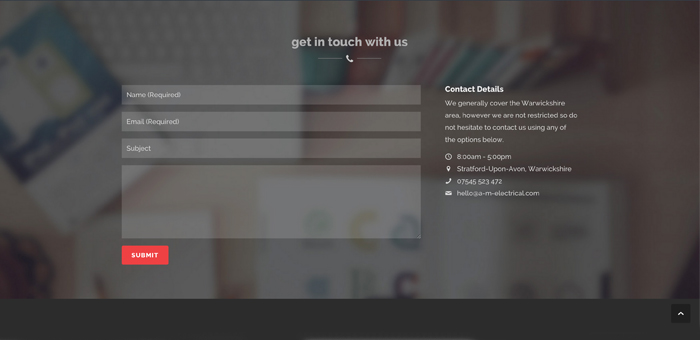 get in touch with us
Name (Required)
Email (Required)
Subject
SUBMIT
Contact Details
We generally cover the Warwickshire
area, however we are not restricted so do
not hesitate to contact us using any of
the options below.
8:00am - 5:00pm
Stratford-Upon-Avon, Warwickshire
07545 523 472
hello@a-m-electrical.com